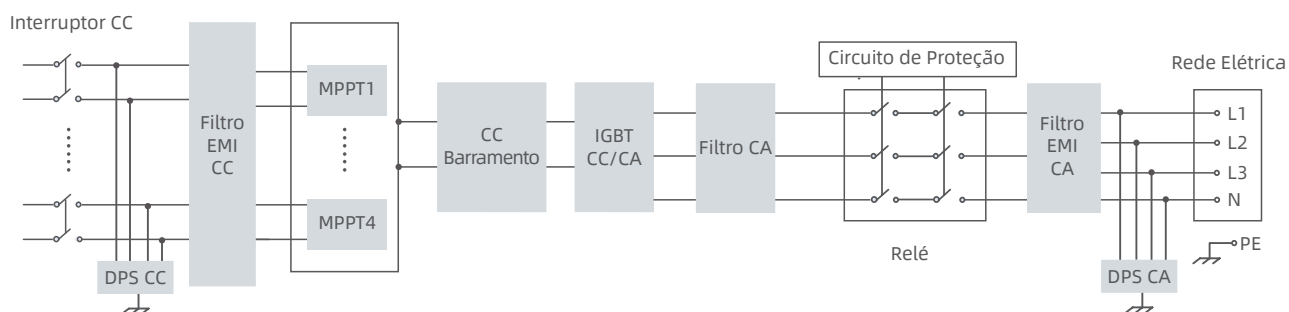 Interruptor CC
Filtro
EMI
CC
DPS CC
MPPT1
MPPT4
CC
Barramento
IGBT
CC/CA
Filtro CA
Circuito de Proteção
Relé
Filtro
EMI
CA
Rede Elétrica
L1
L2
L3
N
PE
DPS CA